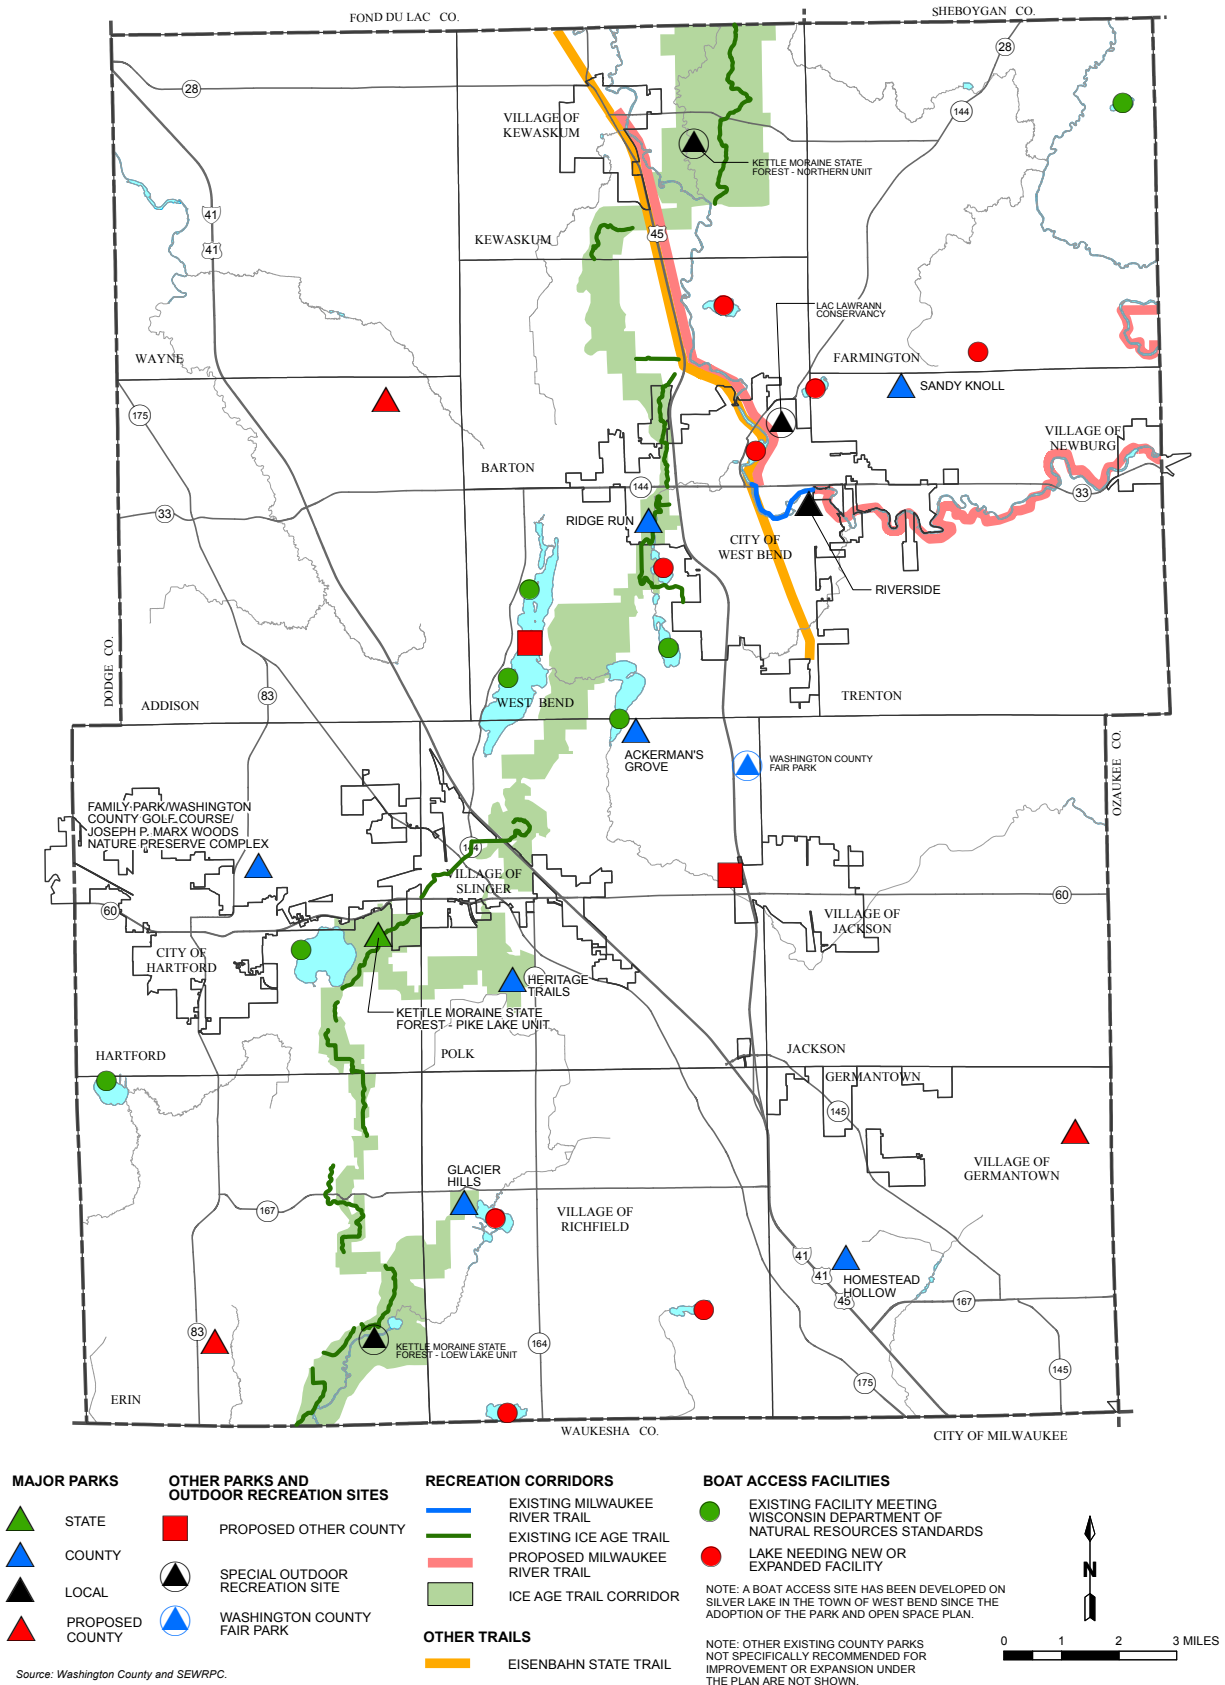 FOND DU LAC CO.
SHEBOYGAN CO.
28
28
VILLAGE OF
KEWASKUM
144
KETTLE MORAINE STATE
FOREST - NORTHERN UNIT
41
41
KEWASKUM
45
LAC LAWRANN
CONSERVANCY
WAYNE
FARMINGTON
SANDY KNOLL
175
VILLAGE OF
NEWBURG
BARTON
144
33
33
RIDGE RUN
CITY OF
WEST BEND
RIVERSIDE
DODGE CO.
83
ADDISON
WEST BEND
TRENTON
ACKERMAN'S
GROVE
WASHINGTON COUNTY
FAIR PARK
OZAUKEE CO.
FAMILY PARK/WASHINGTON
COUNTY GOLF COURSE/
JOSEPH P. MARX WOODS
NATURE PRESERVE COMPLEX
144
VILLAGE OF
SLINGER
60
60
VILLAGE OF
JACKSON
CITY OF
HARTFORD
HERITAGE
TRAILS
KETTLE MORAINE STATE
FOREST - PIKE LAKE UNIT
HARTFORD
POLK
JACKSON
GERMANTOWN
145
VILLAGE OF
GERMANTOWN
GLACIER
HILLS
167
VILLAGE OF
RICHFIELD
41
41
45
HOMESTEAD
HOLLOW
167
83
KETTLE MORAINE STATE
FOREST - LOEW LAKE UNIT
164
175
145
ERIN
WAUKESHA CO.
CITY OF MILWAUKEE
MAJOR PARKS
STATE
COUNTY
LOCAL
PROPOSED
COUNTY
OTHER PARKS AND
OUTDOOR RECREATION SITES
PROPOSED OTHER COUNTY
SPECIAL OUTDOOR
RECREATION SITE
WASHINGTON COUNTY
FAIR PARK
RECREATION CORRIDORS
EXISTING MILWAUKEE
RIVER TRAIL
EXISTING ICE AGE TRAIL
PROPOSED MILWAUKEE
RIVER TRAIL
ICE AGE TRAIL CORRIDOR
OTHER TRAILS
EISENBAHN STATE TRAIL
BOAT ACCESS FACILITIES
EXISTING FACILITY MEETING
WISCONSIN DEPARTMENT OF
NATURAL RESOURCES STANDARDS
LAKE NEEDING NEW OR
EXPANDED FACILITY
NOTE: A BOAT ACCESS SITE HAS BEEN DEVELOPED ON
SILVER LAKE IN THE TOWN OF WEST BEND SINCE THE
ADOPTION OF THE PARK AND OPEN SPACE PLAN.
NOTE: OTHER EXISTING COUNTY PARKS
NOT SPECIFICALLY RECOMMENDED FOR
IMPROVEMENT OR EXPANSION UNDER
THE PLAN ARE NOT SHOWN.
N
0 1 2 3 MILES
Source: Washington County and SEWRPC.